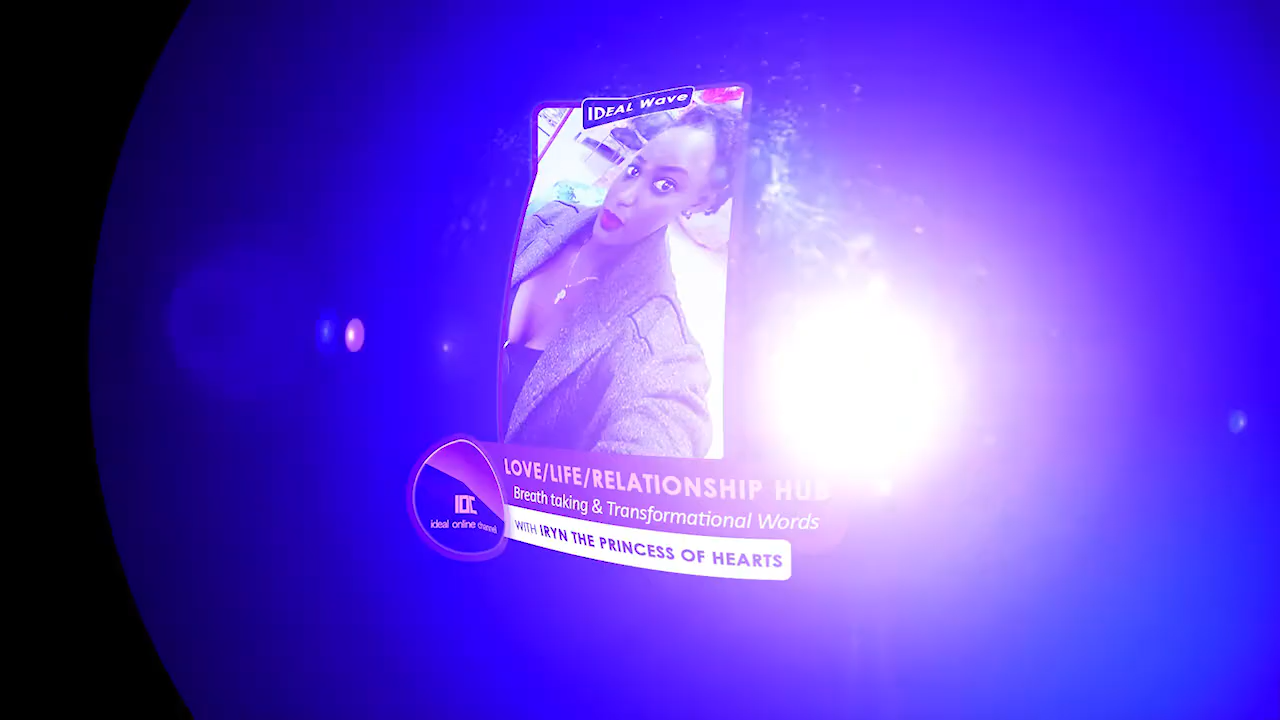 IDEAL Wave
LOVE/LIFE/RELATIONSHIP HUB
Breath taking & Transformational Words
IDC
ideal online channel
WITH IRYN THE PRINCESS OF HEARTS